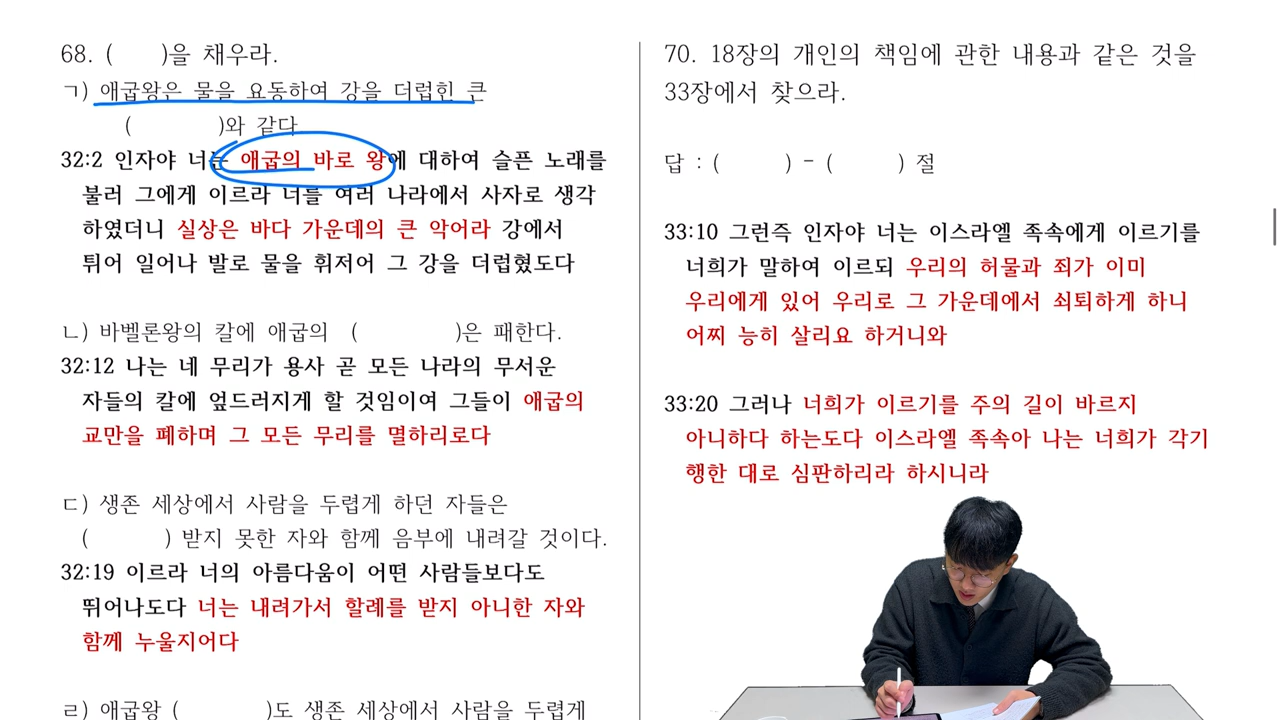 68. (    )을 채우라.
ㄱ) 애굽왕은 물을 요동하여 강을 더럽힌 큰
(        )와 같다
32:2 인자야 너는 애굽의 바로 왕에 대하여 슬픈 노래를
불러 그에게 이르라 너를 여러 나라에서 사자로 생각
하였더니 실상은 바다 가운데의 큰 악어라 강에서
튀어 일어나 발로 물을 휘저어 그 강을 더럽혔도다
ㄴ) 바벨론왕의 칼에 애굽의 (        )은 패한다.
32:12 나는 네 무리가 용사 곧 모든 나라의 무서운
자들의 칼에 엎드러지게 할 것임이여 그들이 애굽의
교만을 폐하며 그 모든 무리를 멸하리로다
ㄷ) 생존 세상에서 사람을 두렵게 하던 자들은
(        ) 받지 못한 자와 함께 음부에 내려갈 것이다.
32:19 이르라 너의 아름다움이 어떤 사람들보다도
뛰어나도다 너는 내려가서 할례를 받지 아니한 자와
함께 누울지어다
ㄹ) 애굽왕 (        )도 생존 세상에서 사람을 두렵게
70. 18장의 개인의 책임에 관한 내용과 같은 것을
33장에서 찾으라.
답 : (      ) - (      ) 절
33:10 그런즉 인자야 너는 이스라엘 족속에게 이르기를
너희가 말하여 이르되 우리의 허물과 죄가 이미
우리에게 있어 우리로 그 가운데에서 쇠퇴하게 하니
어찌 능히 살리요 하거니와
33:20 그러나 너희가 이르기를 주의 길이 바르지
아니하다 하는도다 이스라엘 족속아 나는 너희가 각기
행한 대로 심판하리라 하시니라